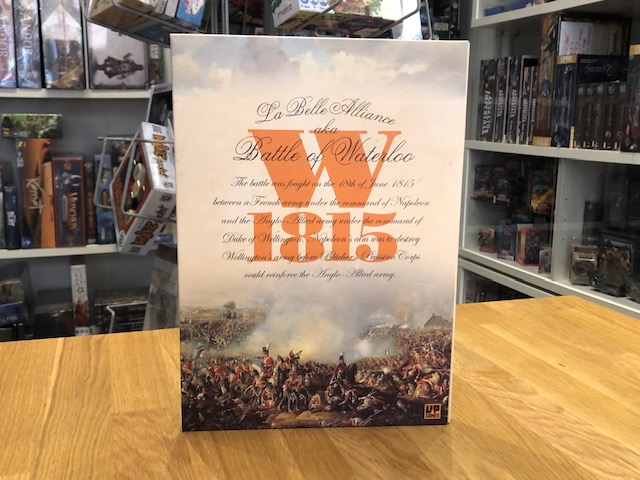 La Belle Alliance
aka
Battle of Waterloo
W
1815
The battle was fought on the 18th of June 1815
between a French army under the command of Napoleon
and the Anglo-Allied army under the command of
Duke of Wellington. Napoleon's aim was to destroy
Wellington's army before Blücher's Prussian Corps
could reinforce the Anglo-Allied army.
UP
GAMES